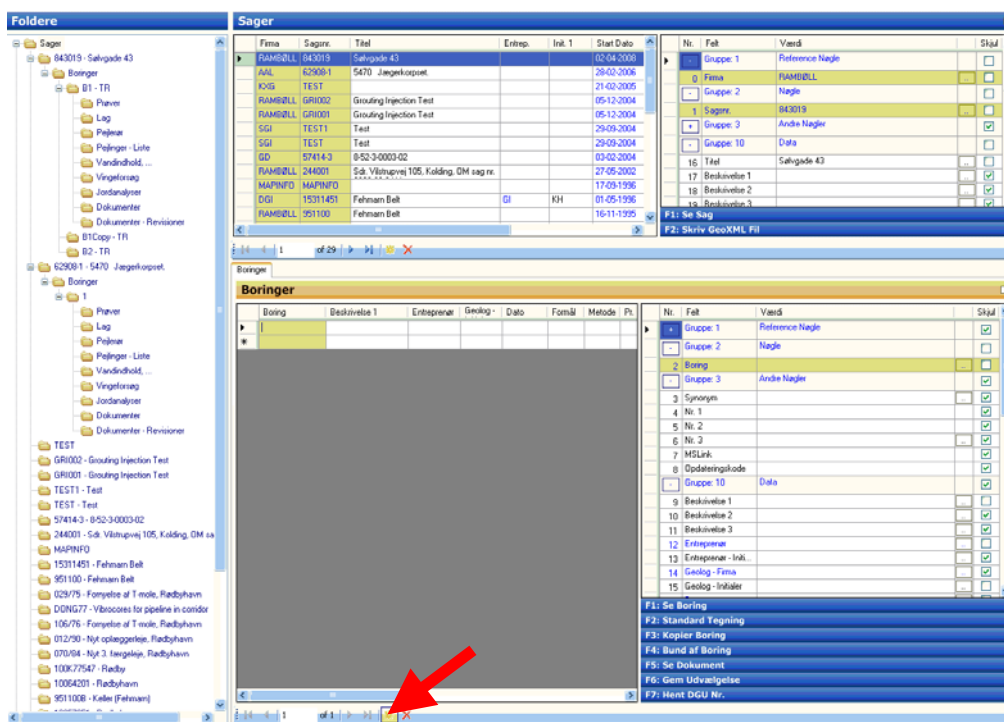 Foldere
Sager
843019 - Sølvgade 43
Boringer
B1 - TR
Prøver
Lag
Pejlerør
Pejlinger - Liste
Vandindhold, ...
Vingeforsøg
Jordanalyser
Dokumenter
Dokumenter - Revisioner
B1Copy - TR
B2 - TR
62908-1 - 5470 Jægerkorpset.
Boringer
1
Prøver
Lag
Pejlerør
Pejlinger - Liste
Vandindhold, ...
Vingeforsøg
Jordanalyser
Dokumenter
Dokumenter - Revisioner
TEST
GRI002 - Grouting Injection Test
GRI001 - Grouting Injection Test
TEST1 - Test
TEST - Test
57414-3 - 8-52-3-0003-02
244001 - Sdr. Vilstrupvej 105, Kolding, OM sa
MAPINFO
15311451 - Fehmarn Belt
951100 - Fehmarn Belt
029/75 - Fornyelse af T-mole, Rødbyhavn
DONG77 - Vibrocores for pipeline in corridor
106/76 - Fornyelse af T-mole, Rødbyhavn
012/90 - Nyt oplæggerleje, Rødbyhavn
070/84 - Nyt 3. færgeleje, Rødbyhavn
100K77547 - Rødby
10064201 - Rødbyhavn
951100B - Keller (Fehmarn)
Sager
Firma Sagsnr. Titel Entrep. Init. 1 Start Dato
RAMBØLL 843019 Sølvgade 43 02-04-2008
AAL 62908-1 5470 Jægerkorpset. 28-02-2006
KXG TEST 21-02-2005
RAMBØLL GRI002 Grouting Injection Test 05-12-2004
RAMBØLL GRI001 Grouting Injection Test 05-12-2004
SGI TEST1 Test 29-09-2004
SGI TEST Test 29-09-2004
GD 57414-3 8-52-3-0003-02 03-02-2004
RAMBØLL 244001 Sdr. Vilstrupvej 105, Kolding, OM sag nr. 27-05-2002
MAPINFO MAPINFO 17-09-1996
DGI 15311451 Fehmarn Belt GI KH 01-05-1996
RAMBØLL 951100 Fehmarn Belt 16-11-1995
1 of 29
Nr. Felt Værdi Skjul
- Gruppe: 1 Reference Nøgle
0 Firma RAMBØLL ..
- Gruppe: 2 Nøgle
1 Sagsnr. 843019 ..
+ Gruppe: 3 Andre Nøgler
- Gruppe: 10 Data
16 Titel Sølvgade 43 ..
17 Beskrivelse 1 ..
18 Beskrivelse 2 ..
19 Beskrivelse 3
F1: Se Sag
F2: Skriv GeoXML Fil
Boringer
Boringer
Boring Beskrivelse 1 Entreprenør Geolog - Dato Formål Metode Pr.
1 of 1
Nr. Felt Værdi Skjul
+ Gruppe: 1 Reference Nøgle
- Gruppe: 2 Nøgle
2 Boring ..
- Gruppe: 3 Andre Nøgler
3 Synonym ..
4 Nr. 1
5 Nr. 2
6 Nr. 3 ..
7 MSLink
8 Opdateringskode
- Gruppe: 10 Data
9 Beskrivelse 1 ..
10 Beskrivelse 2 ..
11 Beskrivelse 3 ..
12 Entreprenør ..
13 Entreprenør - Initi... ..
14 Geolog - Firma ..
15 Geolog - Initialer ..
F1: Se Boring
F2: Standard Tegning
F3: Kopier Boring
F4: Bund af Boring
F5: Se Dokument
F6: Gem Udvælgelse
F7: Hent DGU Nr.